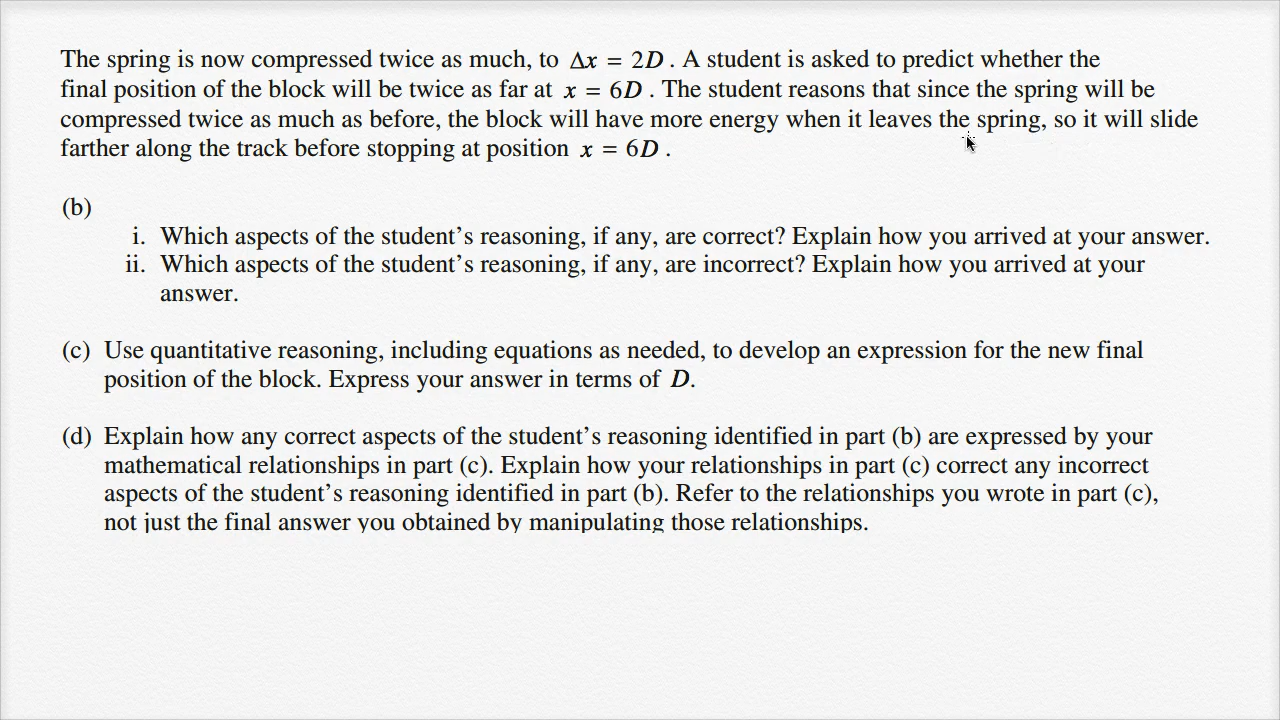 The spring is now compressed twice as much, to Δx = 2D . A student is asked to predict whether the
final position of the block will be twice as far at x = 6D . The student reasons that since the spring will be
compressed twice as much as before, the block will have more energy when it leaves the spring, so it will slide
farther along the track before stopping at position x = 6D .
(b)
i. Which aspects of the student’s reasoning, if any, are correct? Explain how you arrived at your answer.
ii. Which aspects of the student’s reasoning, if any, are incorrect? Explain how you arrived at your
answer.
(c) Use quantitative reasoning, including equations as needed, to develop an expression for the new final
position of the block. Express your answer in terms of D.
(d) Explain how any correct aspects of the student’s reasoning identified in part (b) are expressed by your
mathematical relationships in part (c). Explain how your relationships in part (c) correct any incorrect
aspects of the student’s reasoning identified in part (b). Refer to the relationships you wrote in part (c),
not just the final answer you obtained by manipulating those relationships.